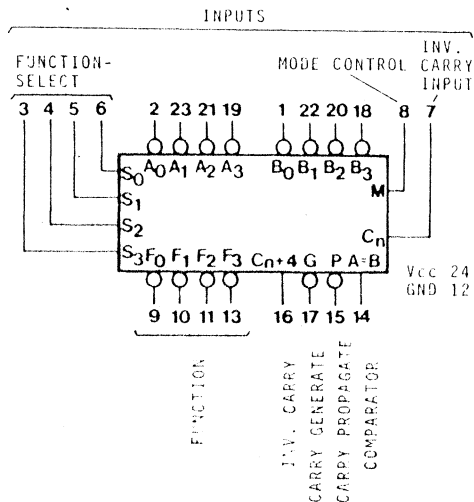 INPUTS
FUNCTION-
SELECT
MODE CONTROL
INV.
CARRY
INPUT
3 4 5 6 2 23 21 19 1 22 20 18 8 7
S0 A0 A1 A2 A3 B0 B1 B2 B3
M
S1
S2
Cn
S3 F0 F1 F2 F3 Cn+4 G P A=B
Vcc 24
GND 12
9 10 11 13 16 17 15 14
FUNCTION
INV. CARRY
CARRY GENERATE
CARRY PROPAGATE
COMPARATOR